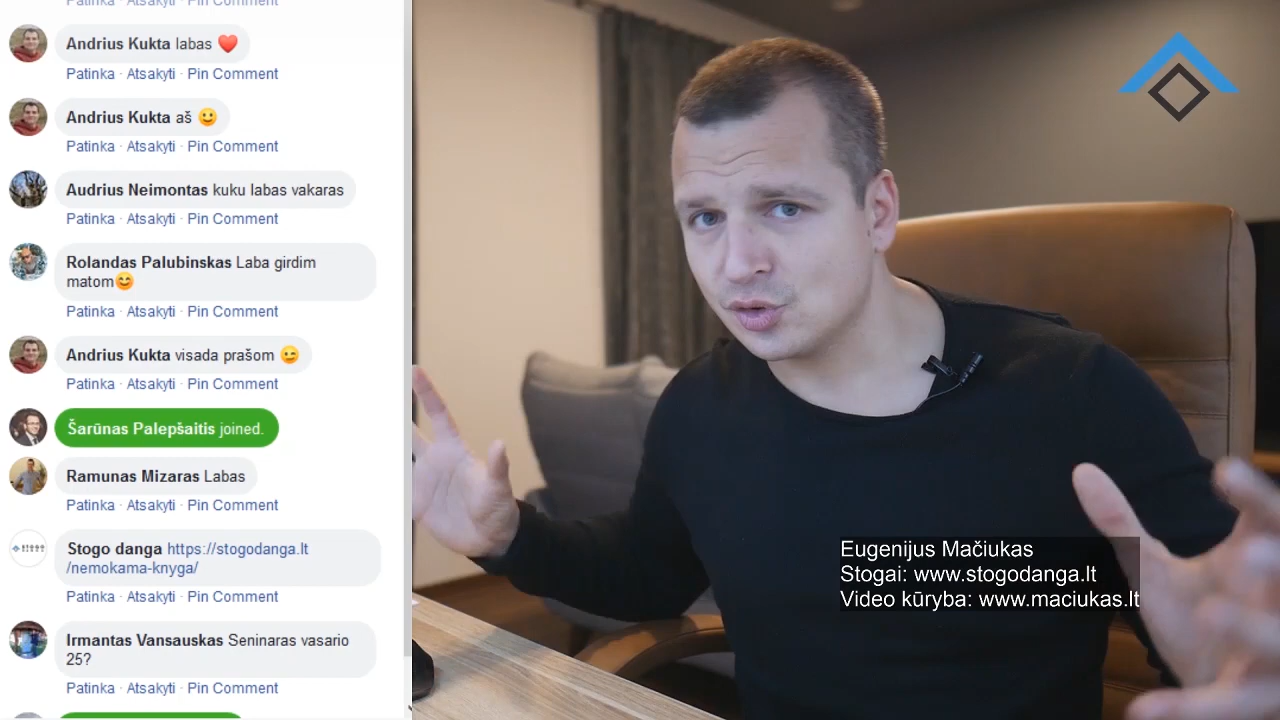 Patinka · Atsakyti · Pin Comment
Andrius Kukta labas ❤️
Patinka · Atsakyti · Pin Comment
Andrius Kukta aš 🙂
Patinka · Atsakyti · Pin Comment
Audrius Neimontas kuku labas vakaras
Patinka · Atsakyti · Pin Comment
Rolandas Palubinskas Laba girdim
matom😊
Patinka · Atsakyti · Pin Comment
Andrius Kukta visada prašom 😉
Patinka · Atsakyti · Pin Comment
Šarūnas Palepšaitis joined.
Ramunas Mizaras Labas
Patinka · Atsakyti · Pin Comment
Stogo danga https://stogodanga.lt
/nemokama-knyga/
Patinka · Atsakyti · Pin Comment
Irmantas Vansauskas Seninaras vasario
25?
Patinka · Atsakyti · Pin Comment
Eugenijus Mačiukas
Stogai: www.stogodanga.lt
Video kūryba: www.maciukas.lt